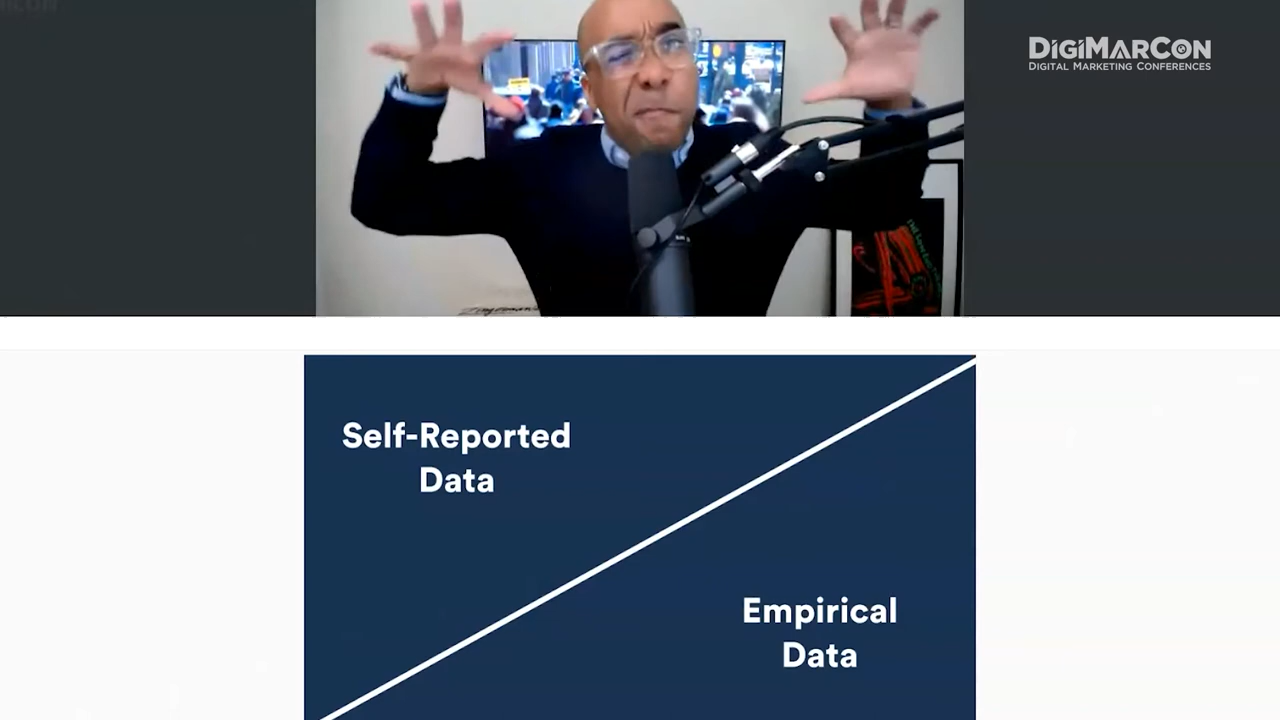 DIGIMARCON
DIGITAL MARKETING CONFERENCES
Self-Reported
Data
Empirical
Data